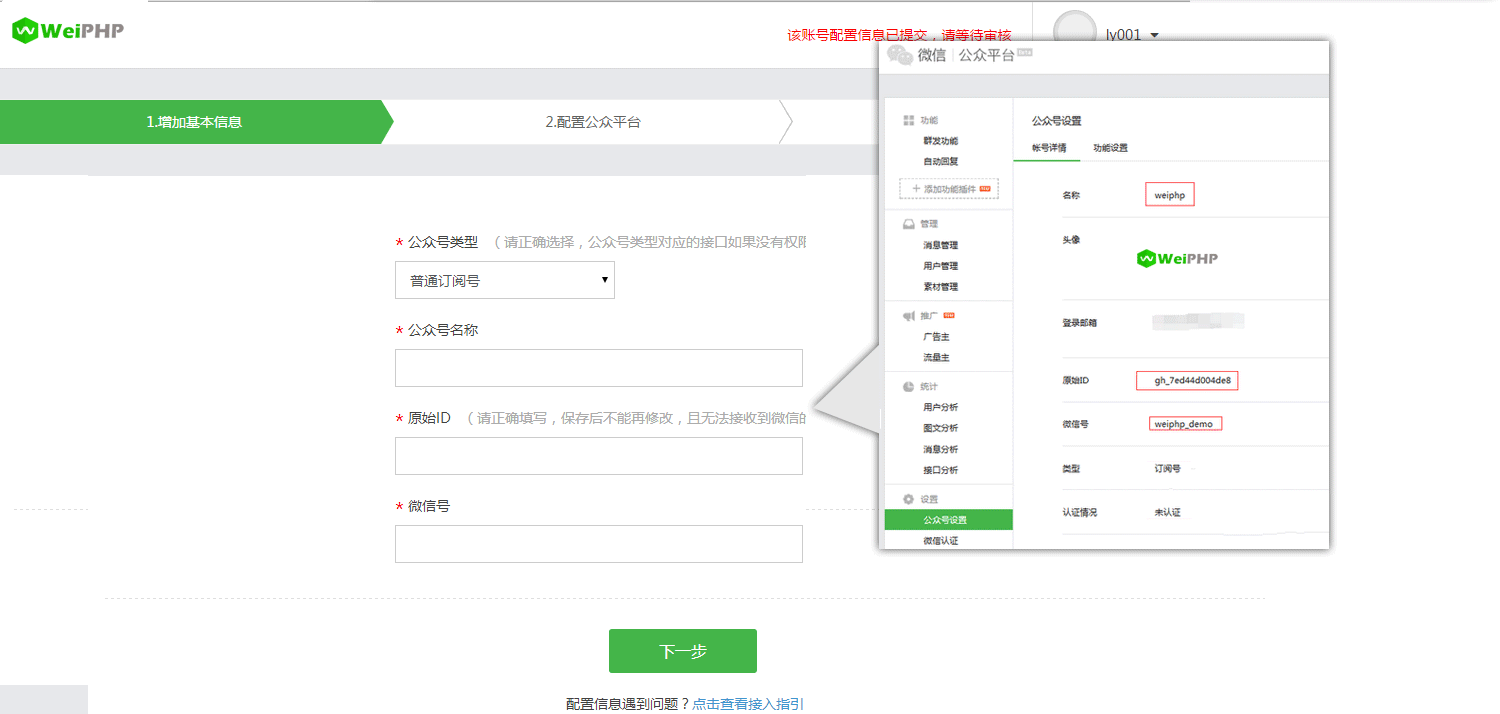 WeiPHP
该账号配置信息已提交，请等待审核
ly001
1.增加基本信息
2.配置公众平台
* 公众号类型 （ 请正确选择，公众号类型对应的接口如果没有权限
普通订阅号
* 公众号名称
* 原始ID （ 请正确填写，保存后不能再修改，且无法接收到微信的
* 微信号
下一步
配置信息遇到问题？点击查看接入指引
微信 | 公众平台
功能
群发功能
自动回复
+ 添加功能插件
管理
消息管理
用户管理
素材管理
推广
广告主
流量主
统计
用户分析
图文分析
消息分析
接口分析
设置
公众号设置
微信认证
公众号设置
帐号详情 功能设置
名称 weiphp
头像
WeiPHP
登录邮箱
原始ID gh_7ed44d004de8
微信号 weiphp_demo
类型 订阅号
认证情况 未认证